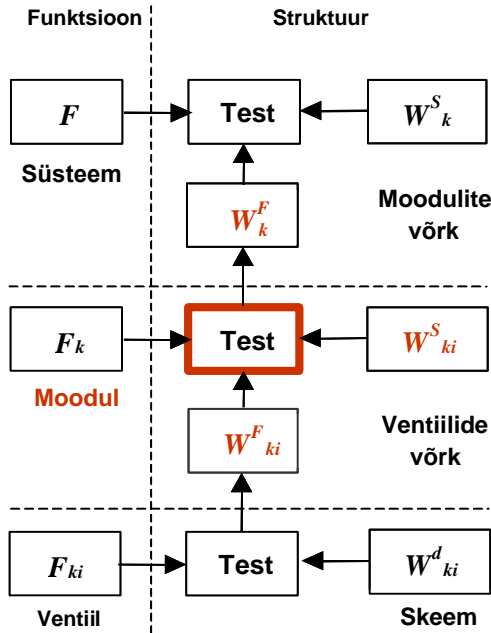 Funktsioon Struktuur
F Test W^S_k
Süsteem
W^F_k Moodulite
võrk
F_k Test W^S_ki
Moodul
W^F_ki Ventiilide
võrk
F_ki Test W^d_ki
Ventiil Skeem